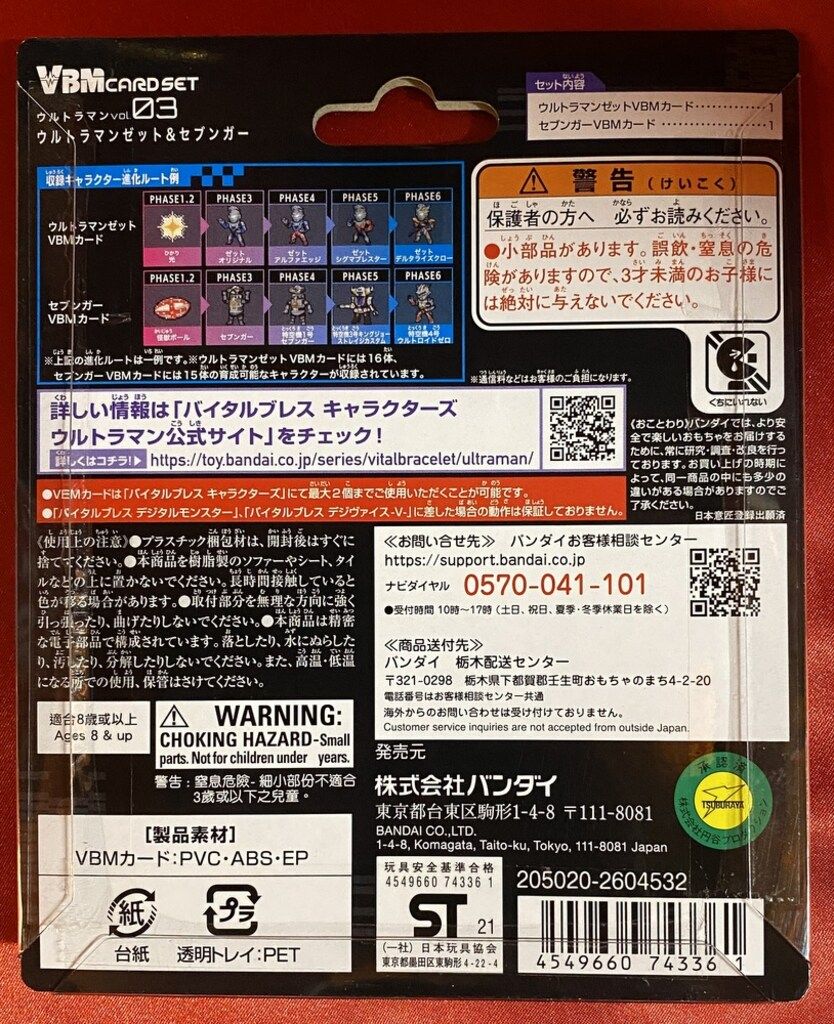 VBM CARD SET
ウルトラマンvol.03
ウルトラマンゼット&セブンガー
セット内容
ウルトラマンゼットVBMカード…………1
セブンガーVBMカード …………………1
収録キャラクター進化ルート例
ウルトラマンゼット
VBMカード
PHASE1.2 PHASE3 PHASE4 PHASE5 PHASE6
光 ゼット オリジナル ゼット アルファエッジ ゼット シグマブレスター ゼット デルタライズクロー
セブンガー
VBMカード
PHASE1.2 PHASE3 PHASE4 PHASE5 PHASE6
怪獣ボール セブンガー 特空機1号 セブンガー 特空機3号キングジョー ストレイジカスタム 特空機4号 ウルトロイドゼロ
※上記の進化ルートは一例です。※ウルトラマンゼットVBMカードには16体、
セブンガーVBMカードには15体の育成可能なキャラクターが収録されています。
警告(けいこく)
保護者の方へ 必ずお読みください。
●小部品があります。誤飲・窒息の危
険がありますので、3才未満のお子様に
は絶対に与えないでください。
※通信料などはお客様のご負担になります。
くちにいれない
詳しい情報は「バイタルブレス キャラクターズ
ウルトラマン公式サイト」をチェック!
詳しくはコチラ!▶ https://toy.bandai.co.jp/series/vitalbracelet/ultraman/
《おことわり》バンダイでは、より安
全で楽しいおもちゃをお届けする
ために、常に研究・調査・改良を行っ
ております。お買い上げの時期によ
って、同一商品の中にも多少の
違いがある場合がありますのでご
了承ください。
日本意匠登録出願済
●VBMカードは「バイタルブレス キャラクターズ」にて最大2個までご使用いただくことが可能です。
●「バイタルブレス デジタルモンスター」、「バイタルブレス デジヴァイス-V-」に差した場合の動作は保証しておりません。
《使用上の注意》●プラスチック梱包材は、開封後はすぐに
捨ててください。●本商品を樹脂製のソファーやシート、タイ
ルなどの上に置かないでください。長時間接触していると
色が移る場合があります。●取付部分を無理な方向に強く
引っ張ったり、曲げたりしないでください。●本商品は精密
な電子部品で構成されています。落としたり、水にぬらした
り、汚したり、分解したりしないでください。また、高温・低温
になる所での使用、保管はさけてください。
≪お問い合せ先≫ バンダイお客様相談センター
https://support.bandai.co.jp
ナビダイヤル 0570-041-101
●受付時間 10時〜17時(土日、祝日、夏季・冬季休業日を除く)
≪商品送付先≫
バンダイ 栃木配送センター
〒321-0298 栃木県下都賀郡壬生町おもちゃのまち4-2-20
電話番号はお客様相談センター共通
海外からのお問い合わせは受け付けておりません。
Customer service inquiries are not accepted from outside Japan.
適合8歳或以上
Ages 8 & up
WARNING:
CHOKING HAZARD-Small
parts. Not for children under years.
警告:窒息危険-細小部份不適合
3歲或以下之兒童。
発売元
株式会社バンダイ
東京都台東区駒形1-4-8 〒111-8081
BANDAI CO.,LTD.
1-4-8, Komagata, Taito-ku, Tokyo, 111-8081 Japan
承認済
TSUBURAYA
株式会社円谷プロダクション
[製品素材]
VBMカード:PVC・ABS・EP
紙
プラ
台紙 透明トレイ:PET
玩具安全基準合格
4549660 74336 1
ST 21
(一社)日本玩具協会
東京都墨田区東駒形4-22-4
205020-2604532
4549660 74336 1